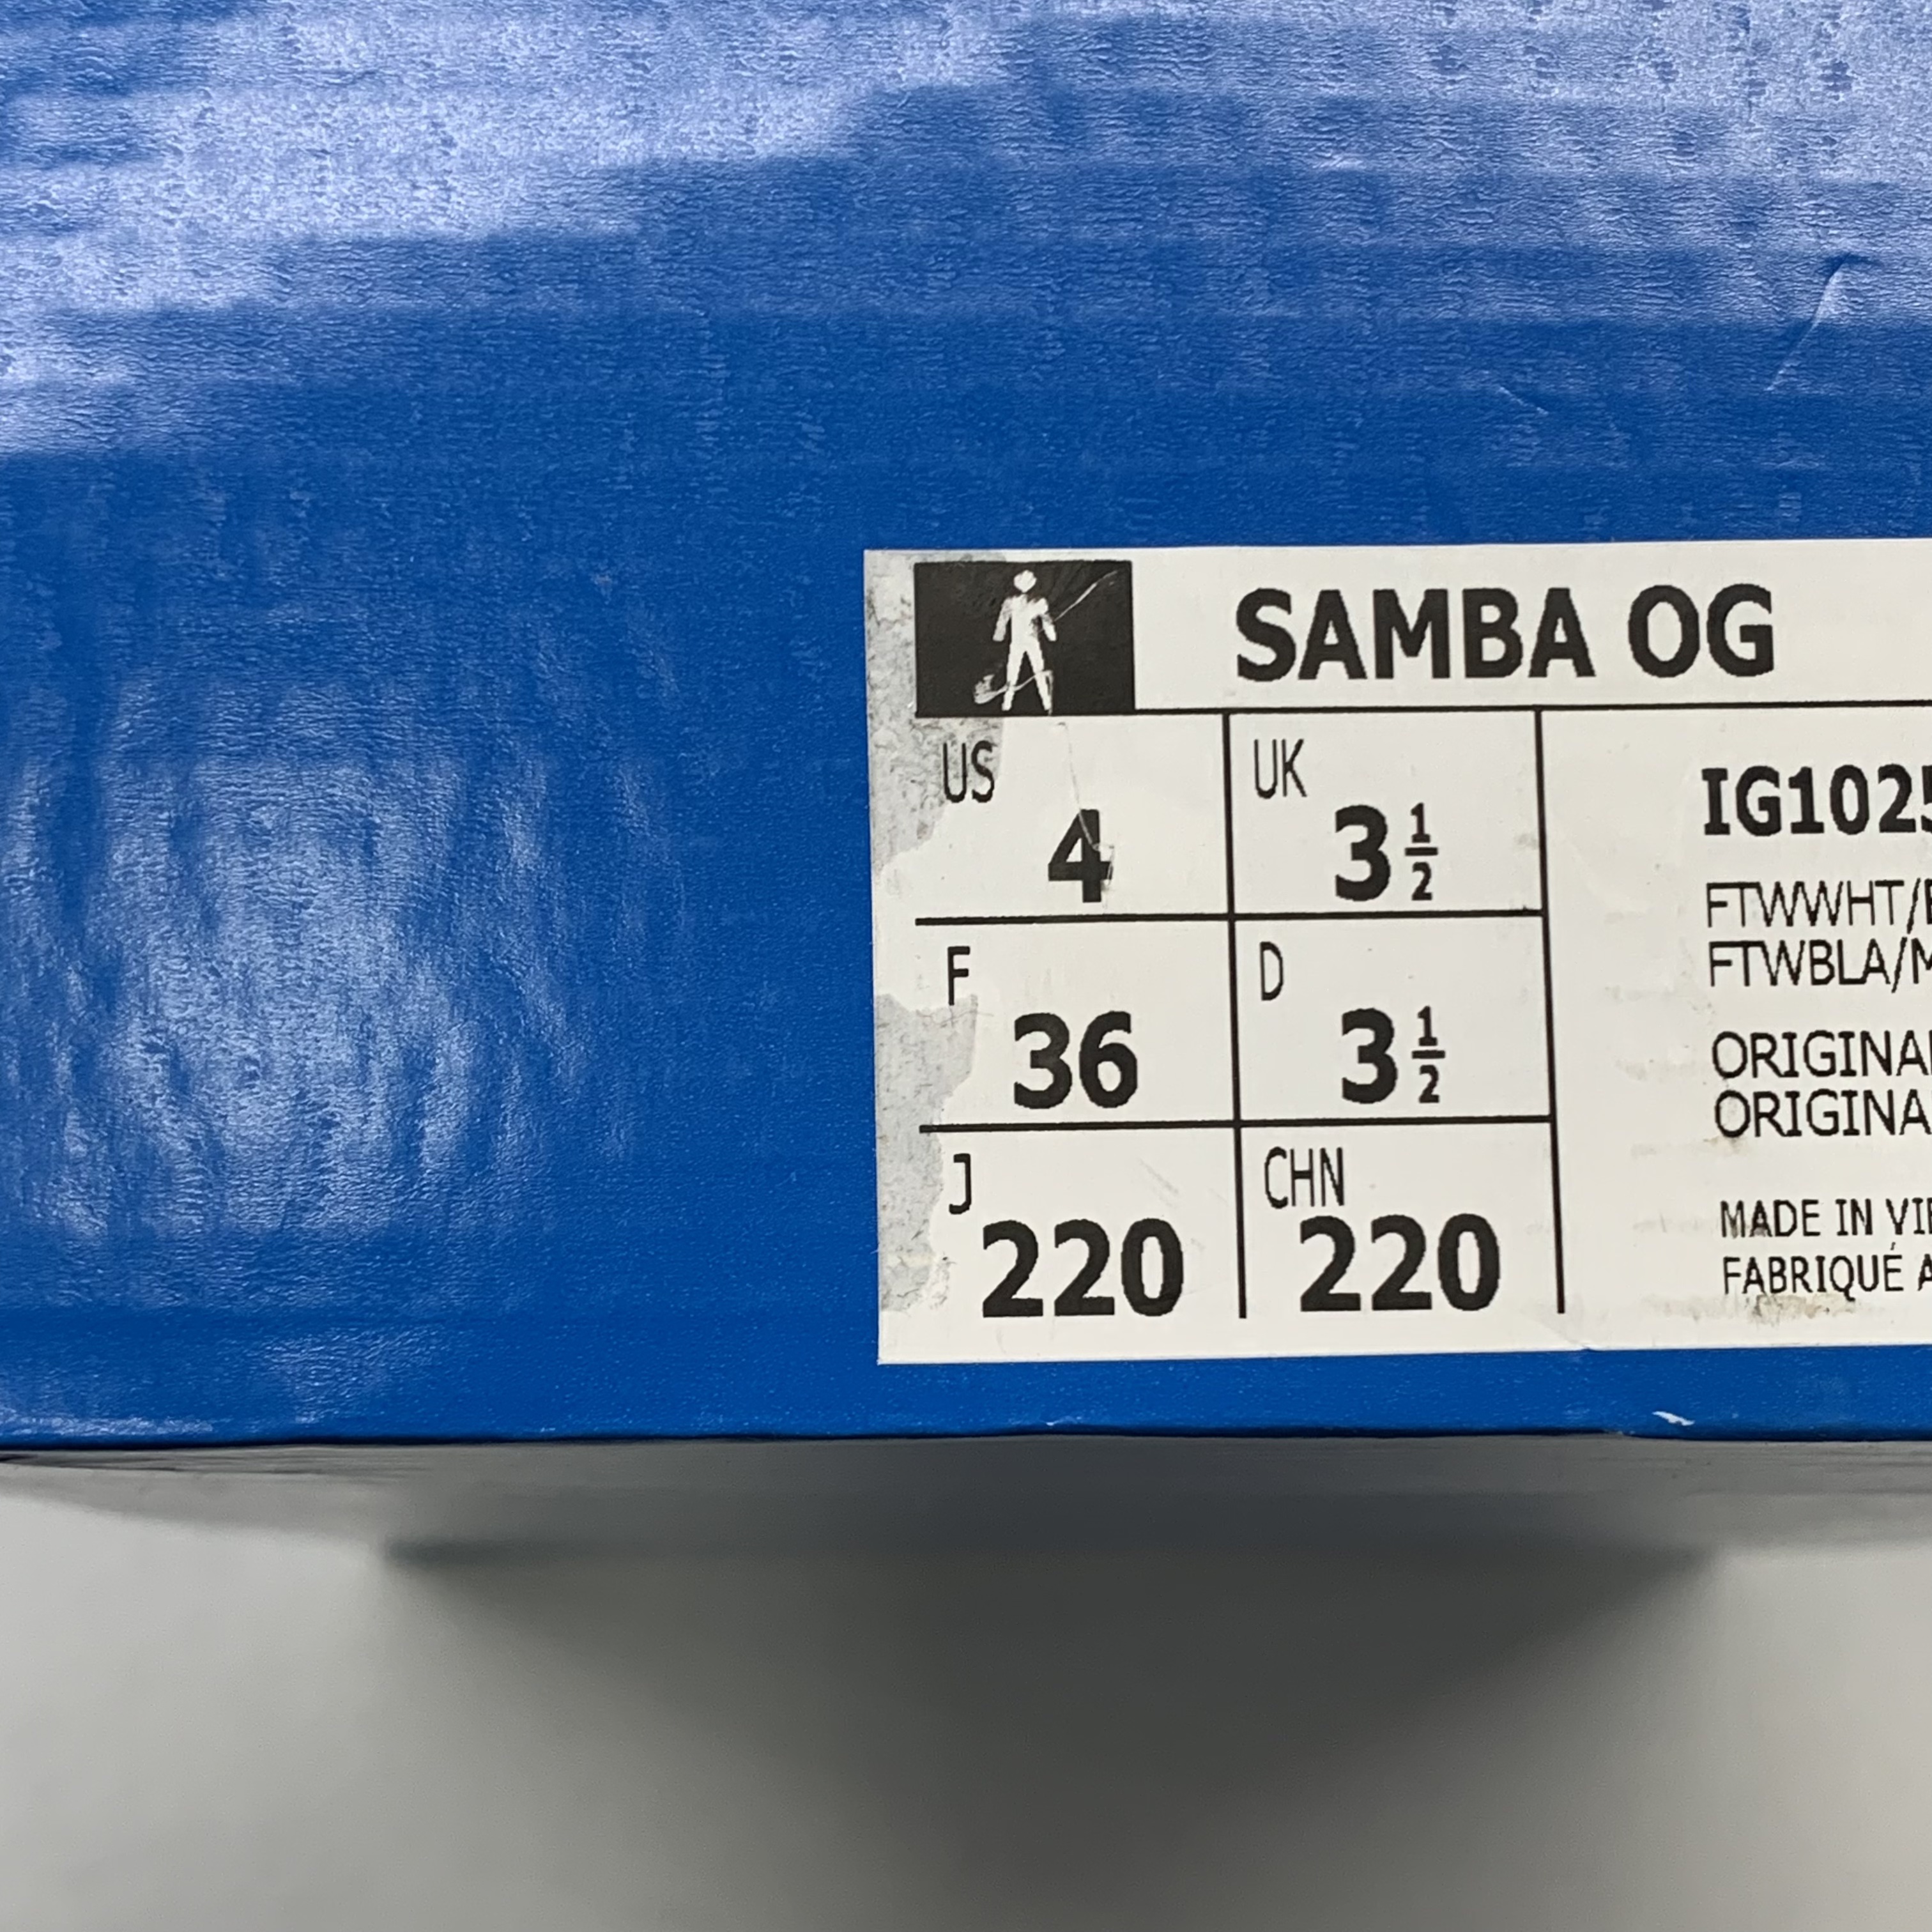 SAMBA OG
US 4 UK 3 1/2
IG1025
FTWWHT/
FTWBLA/
F 36 D 3 1/2
ORIGINA
ORIGINA
J 220 CHN 220
MADE IN VI
FABRIQUÉ A